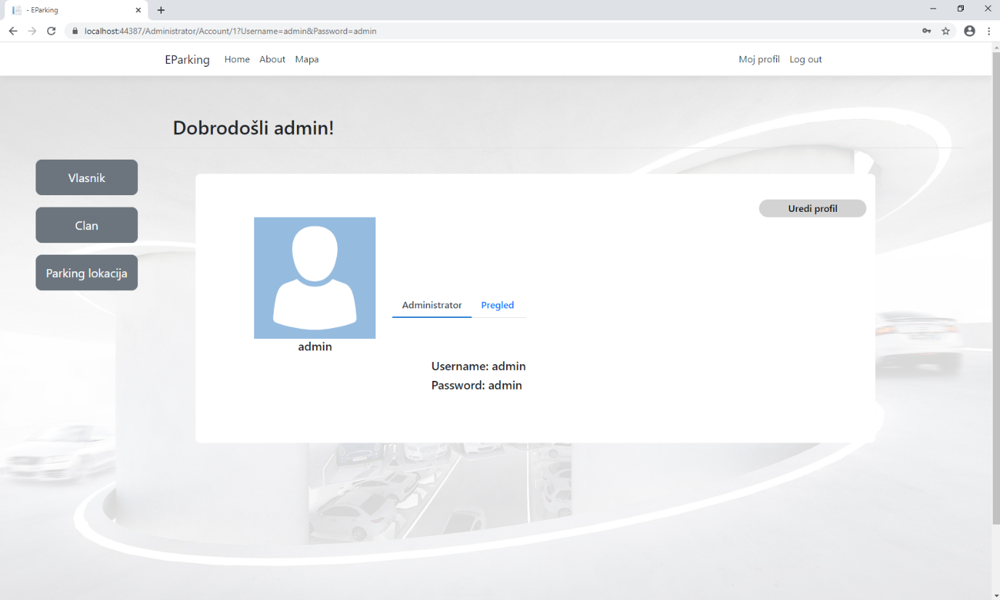 - EParking
localhost:44387/Administrator/Account/1?Username=admin&Password=admin
EParking Home About Mapa Moj profil Log out
Dobrodošli admin!
Vlasnik
Clan
Parking lokacija
Uredi profil
Administrator Pregled
admin
Username: admin
Password: admin